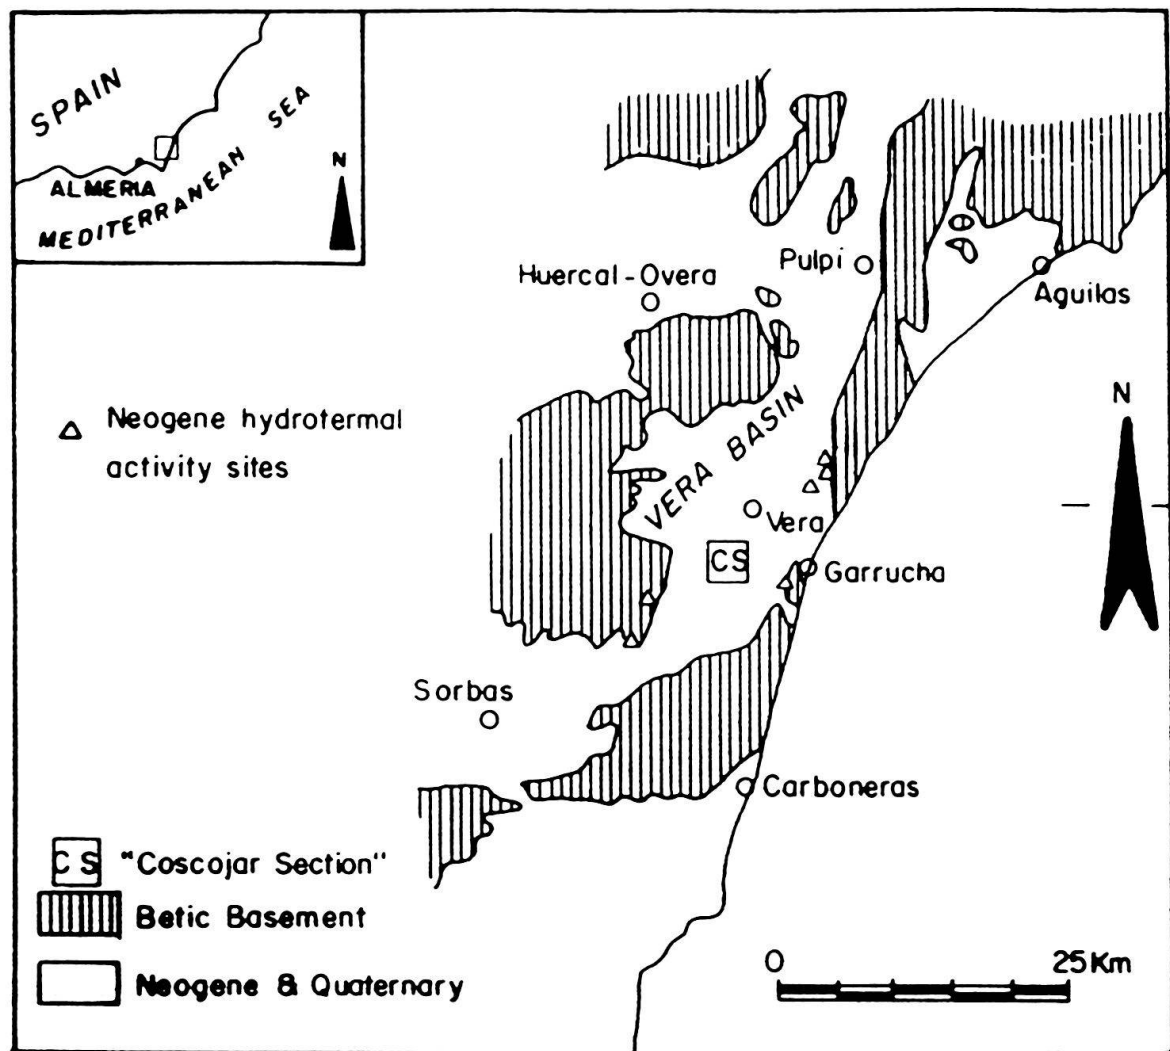 SPAIN
ALMERIA
MEDITERRANEAN SEA
N
Huercal-Overa
Pulpi
Aguilas
Neogene hydrotermal
activity sites
VERA BASIN
N
Vera
CS
Garrucha
Sorbas
Carboneras
CS "Coscojar Section"
Betic Basement
Neogene & Quaternary
0 25Km